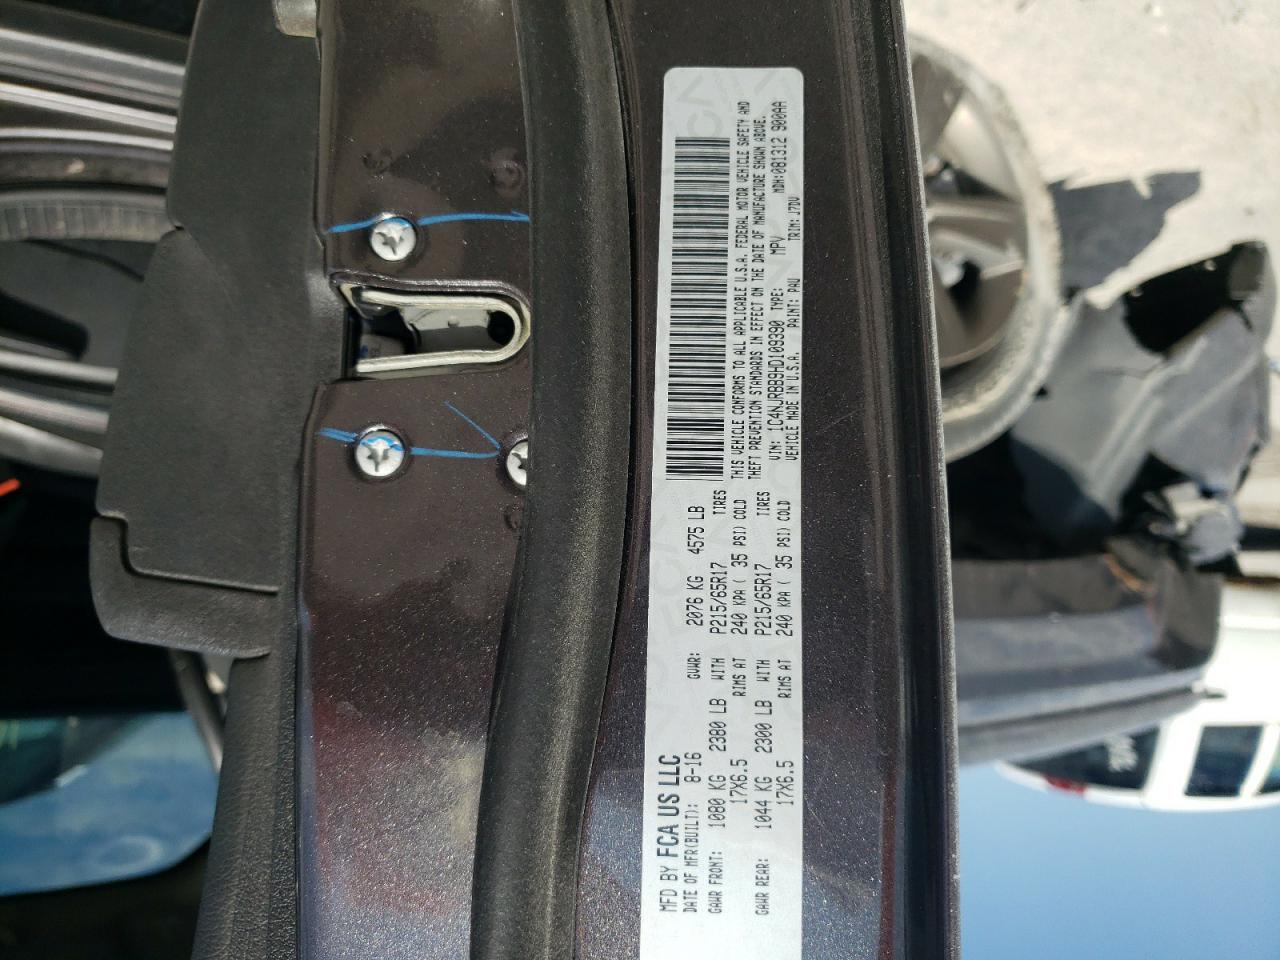 MFD BY FCA US LLC
DATE OF MFR(BUILT): 8-16 GVWR: 2076 KG 4575 LB
GAWR FRONT: 1080 KG 2380 LB WITH P215/65R17 TIRES
17X6.5 RIMS AT 240 KPA ( 35 PSI) COLD
GAWR REAR: 1044 KG 2300 LB WITH P215/65R17 TIRES
17X6.5 RIMS AT 240 KPA ( 35 PSI) COLD
THIS VEHICLE CONFORMS TO ALL APPLICABLE U.S.A. FEDERAL MOTOR VEHICLE SAFETY AND
THEFT PREVENTION STANDARDS IN EFFECT ON THE DATE OF MANUFACTURE SHOWN ABOVE.
VIN: 1C4NJRBB9HD109390 TYPE: MPV MDH:081312 900AA
VEHICLE MADE IN U.S.A. PAINT: PAU TRIM: J7DV